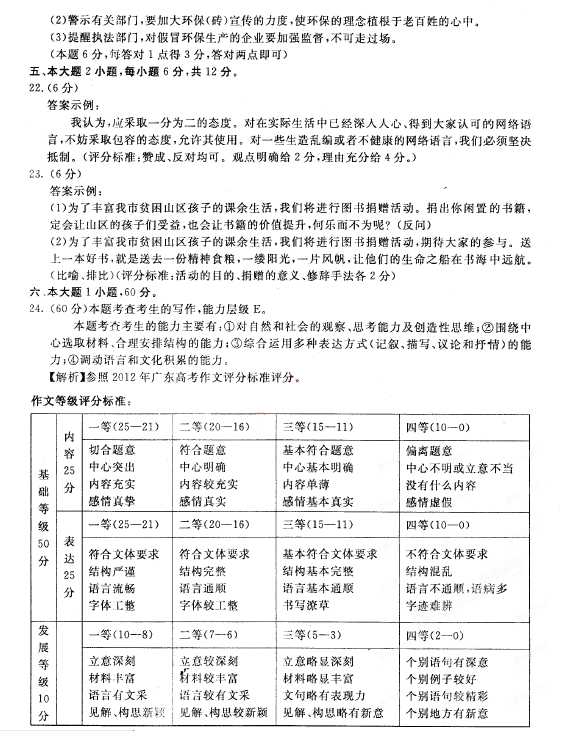 (2)警示有关部门,要加大环保(砖)宣传的力度,使环保的理念植根于老百姓的心中。
(3)提醒执法部门,对假冒环保生产的企业要加强监督,不可走过场。
(本题6分,每答对1点得3分,答对两点即可)
五、本大题2小题,每小题6分,共12分。
22.(6分)
答案示例:
我认为,应采取一分为二的态度。对在实际生活中已经深入人心、得到大家认可的网络语
言,不妨采取包容的态度,允许其使用。对一些生造乱编或者不健康的网络语言,我们必须坚决
抵制。(评分标准:赞成、反对均可。观点明确给2分,理由充分给4分。)
23.(6分)
答案示例:
(1)为了丰富我市贫困山区孩子的课余生活,我们将进行图书捐赠活动。捐出你闲置的书籍,
定会让山区的孩子们受益,也会让书籍的价值提升,何乐而不为呢?(反问)
(2)为了丰富我市贫困山区孩子的课余生活,我们将进行图书捐赠活动,期待大家的参与。送
上一本好书,就是送去一份精神食粮,一缕阳光,一片风帆,让他们的生命之船在书海中远航。
(比喻、排比)(评分标准:活动的目的、捐赠的意义、修辞手法各2分)
六、本大题1小题,60分。
24.(60分)本题考查考生的写作,能力层级E。
本题考查考生的能力主要有:①对自然和社会的观察、思考能力及创造性思维;②围绕中
心选取材料、合理安排结构的能力;③综合运用多种表达方式(记叙、描写、议论和抒情)的能
力;④调动语言和文化积累的能力。
【解析】参照2012年广东高考作文评分标准评分。
作文等级评分标准:
基础等级50分
内容25分
一等(25—21) 二等(20—16) 三等(15—11) 四等(10—0)
切合题意 符合题意 基本符合题意 偏离题意
中心突出 中心明确 中心基本明确 中心不明或立意不当
内容充实 内容较充实 内容单薄 没有什么内容
感情真挚 感情真实 感情基本真实 感情虚假
表达25分
一等(25—21) 二等(20—16) 三等(15—11) 四等(10—0)
符合文体要求 符合文体要求 基本符合文体要求 不符合文体要求
结构严谨 结构完整 结构基本完整 结构混乱
语言流畅 语言通顺 语言基本通顺 语言不通顺,语病多
字体工整 字体较工整 书写潦草 字迹难辨
发展等级10分
一等(10—8) 二等(7—6) 三等(5—3) 四等(2—0)
立意深刻 立意较深刻 立意略显深刻 个别语句有深意
材料丰富 材料较丰富 材料略显丰富 个别例子较好
语言有文采 语言较有文采 文句略有表现力 个别语句较精彩
见解、构思新颖 见解、构思较新颖 见解、构思略有新意 个别地方有新意